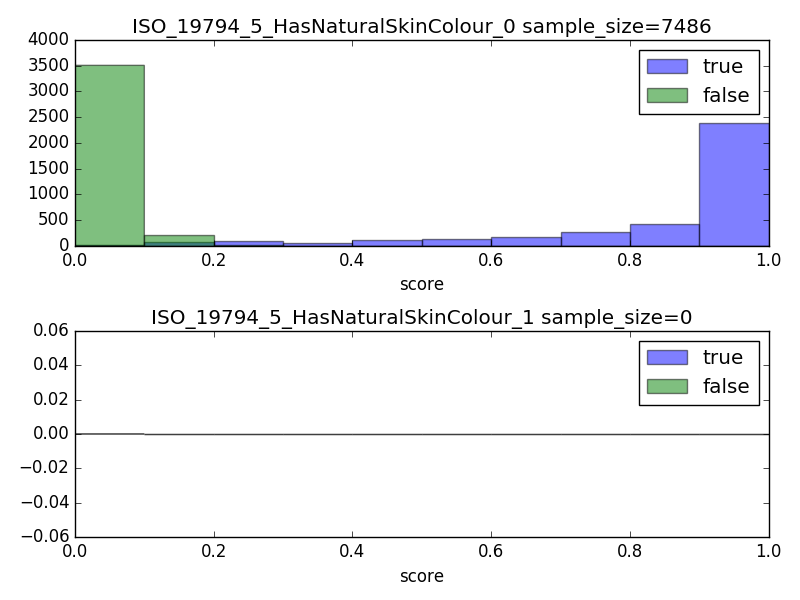 ISO_19794_5_HasNaturalSkinColour_0 sample_size=7486
4000
3500
3000
2500
2000
1500
1000
500
0
true
false
0.0 0.2 0.4 0.6 0.8 1.0
score
ISO_19794_5_HasNaturalSkinColour_1 sample_size=0
0.06
0.04
0.02
0.00
−0.02
−0.04
−0.06
true
false
0.0 0.2 0.4 0.6 0.8 1.0
score